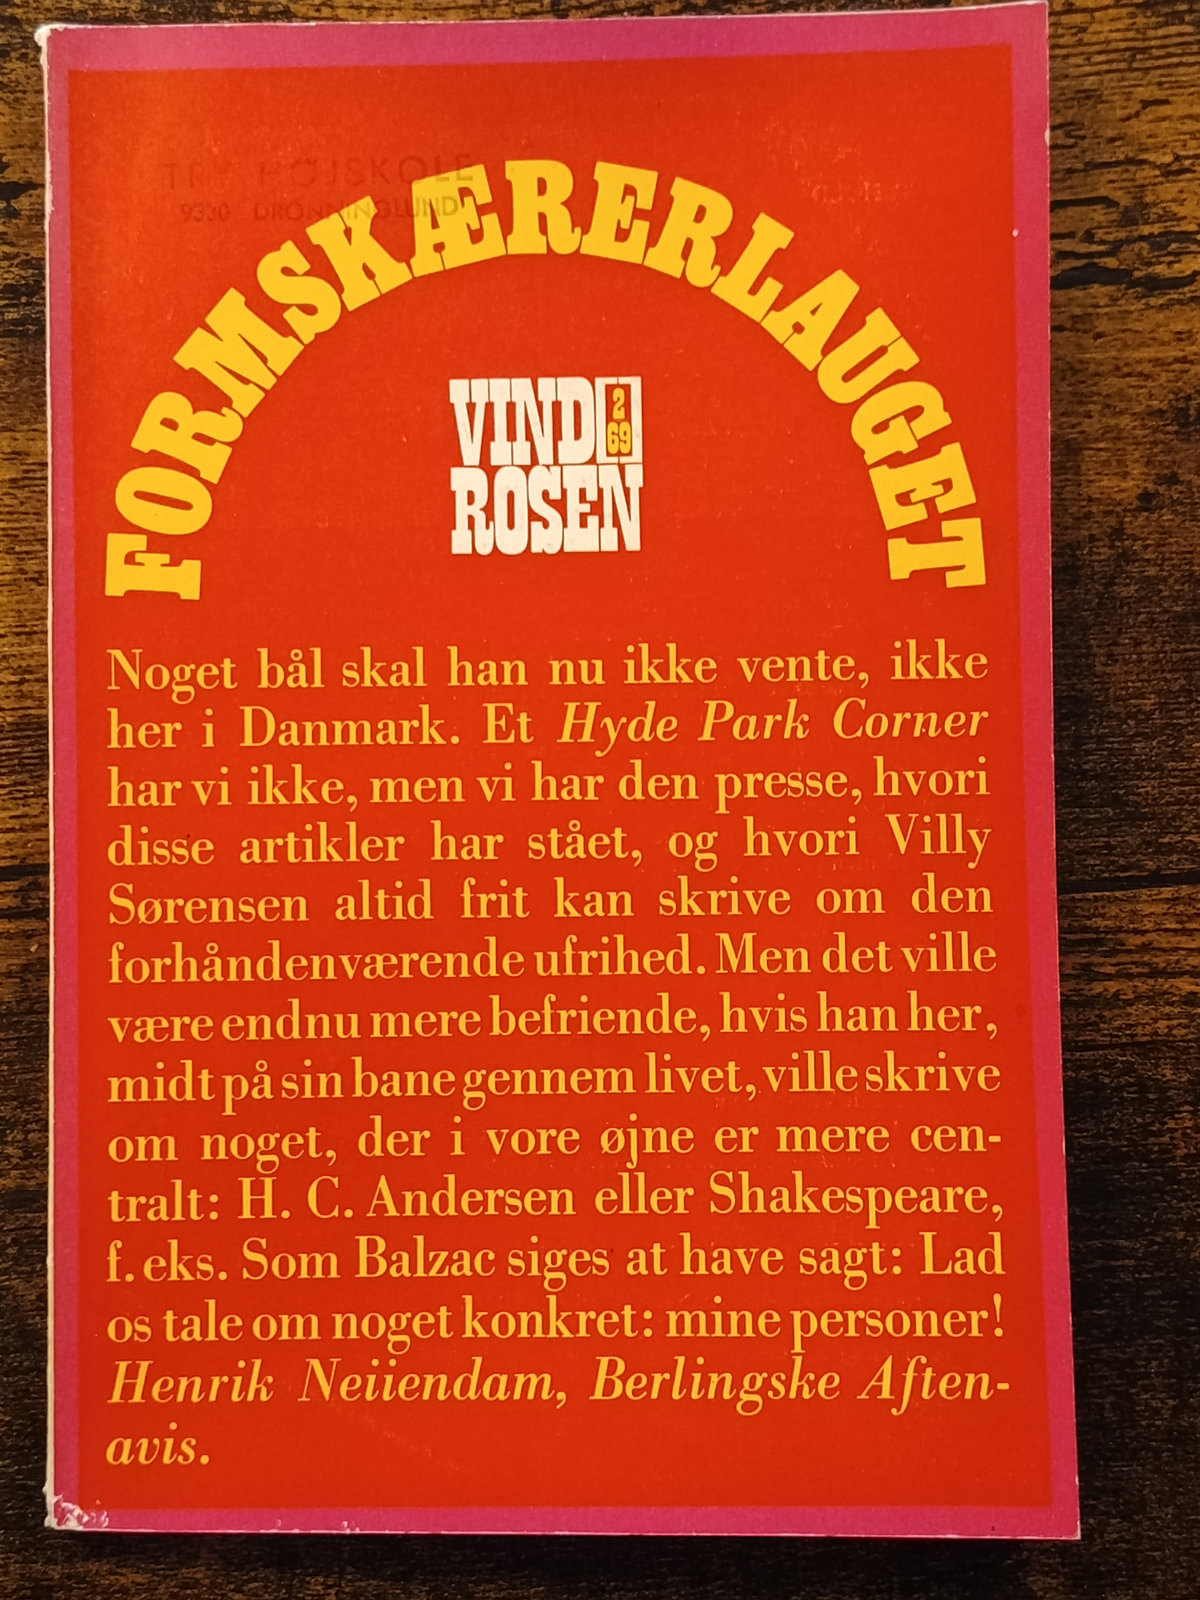 TRY HØJSKOLE
9330 DRONNINGLUND
FORMSKÆRERLAUGET
VIND 2 69
ROSEN
Noget bål skal han nu ikke vente, ikke
her i Danmark. Et Hyde Park Corner
har vi ikke, men vi har den presse, hvori
disse artikler har stået, og hvori Villy
Sørensen altid frit kan skrive om den
forhåndenværende ufrihed. Men det ville
være endnu mere befriende, hvis han her,
midt på sin bane gennem livet, ville skrive
om noget, der i vore øjne er mere cen-
tralt: H. C. Andersen eller Shakespeare,
f. eks. Som Balzac siges at have sagt: Lad
os tale om noget konkret: mine personer!
Henrik Neiiendam, Berlingske Aften-
avis.